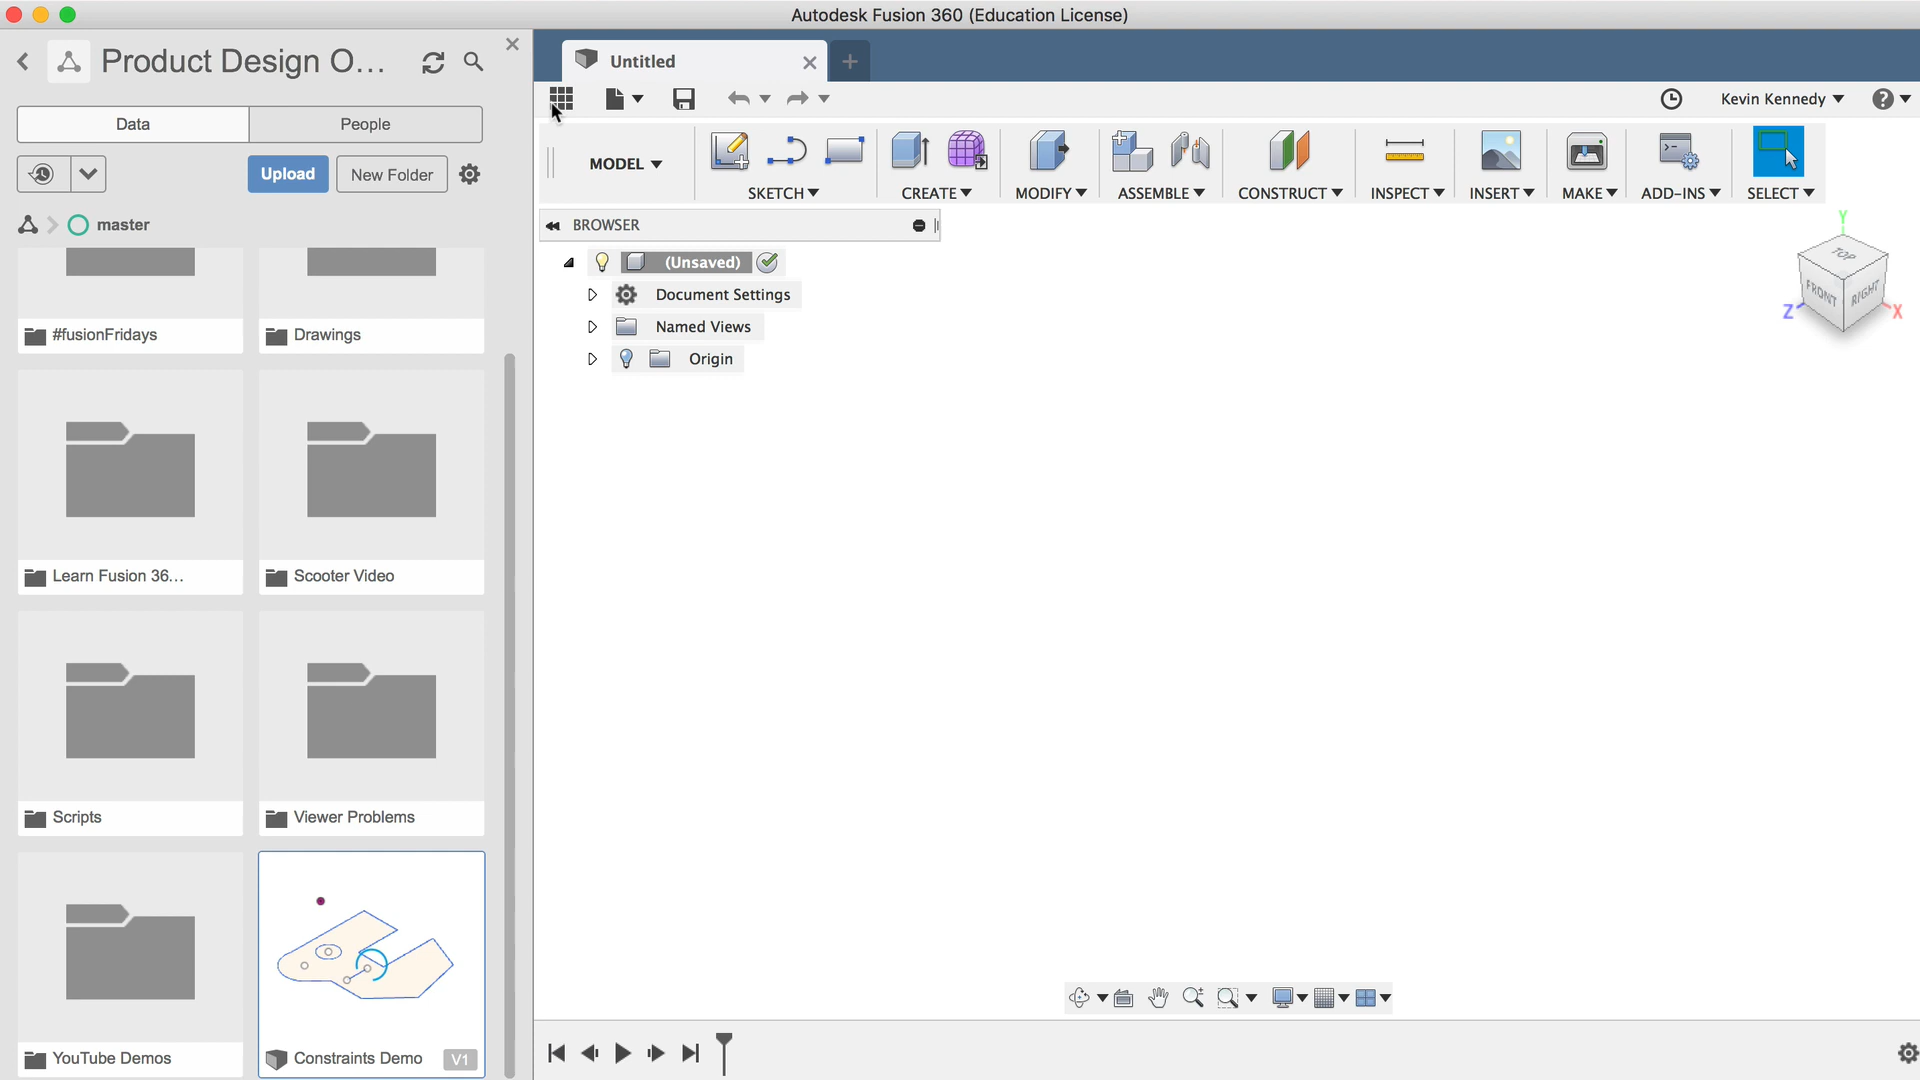 Autodesk Fusion 360 (Education License)
Product Design O...
Untitled
Data
People
Kevin Kennedy
Upload
New Folder
MODEL
SKETCH
CREATE
MODIFY
ASSEMBLE
CONSTRUCT
INSPECT
INSERT
MAKE
ADD-INS
SELECT
master
BROWSER
(Unsaved)
Document Settings
Named Views
Origin
Y
TOP
FRONT
RIGHT
Z
X
#fusionFridays
Drawings
Learn Fusion 36...
Scooter Video
Scripts
Viewer Problems
YouTube Demos
Constraints Demo
V1